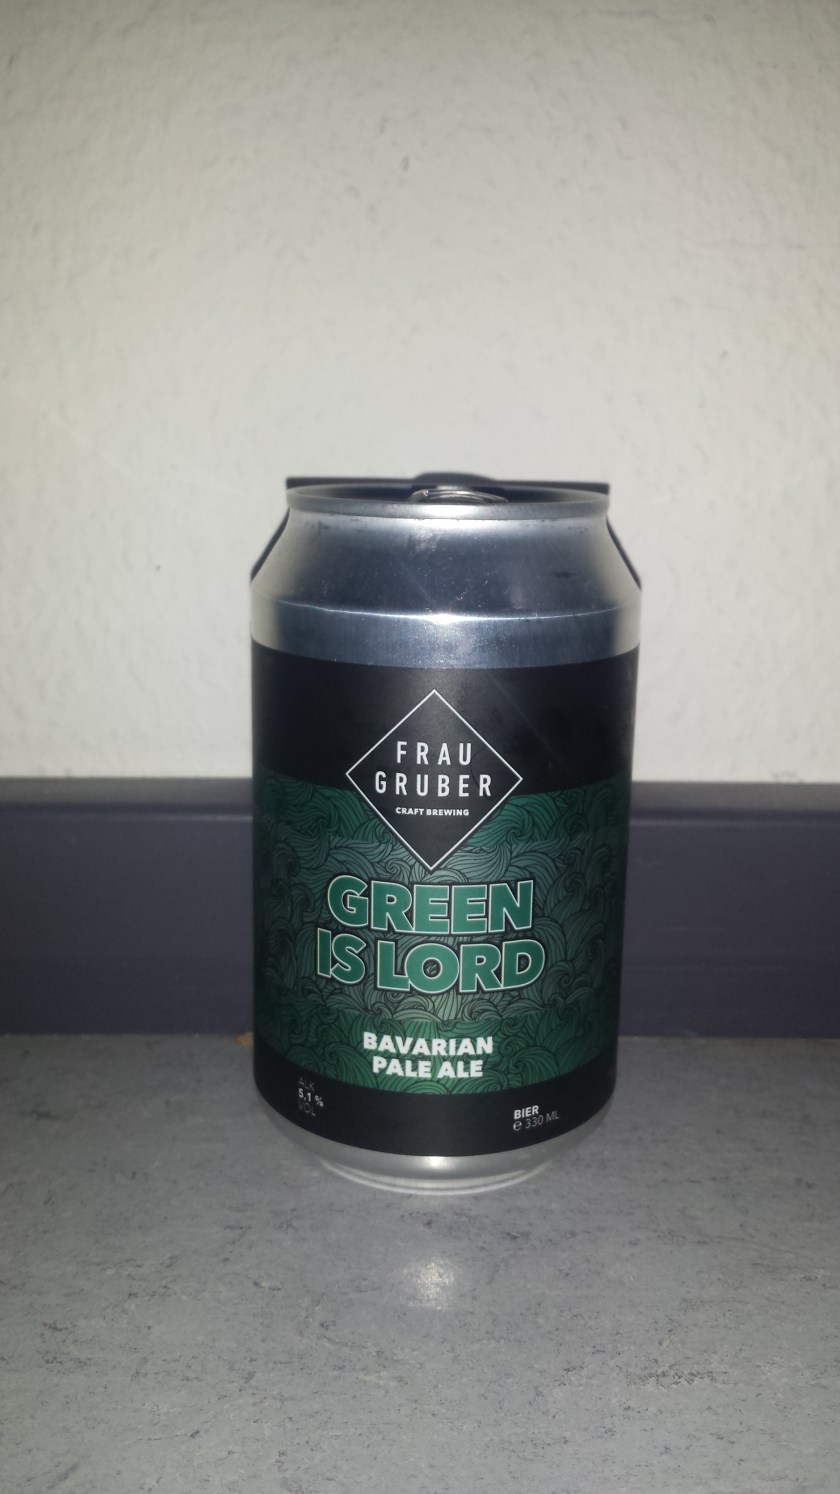 FRAU
GRUBER
CRAFT BREWING
GREEN
IS LORD
BAVARIAN
PALE ALE
ALK
5,1 %
VOL
BIER
℮ 330 ML